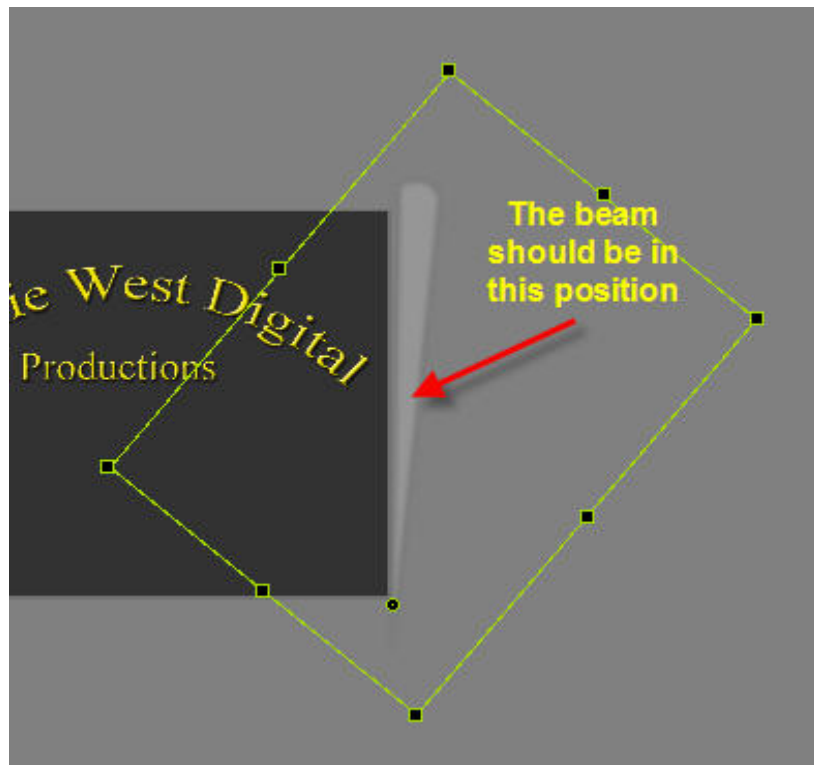 ie West Digital
Productions
The beam
should be in
this position